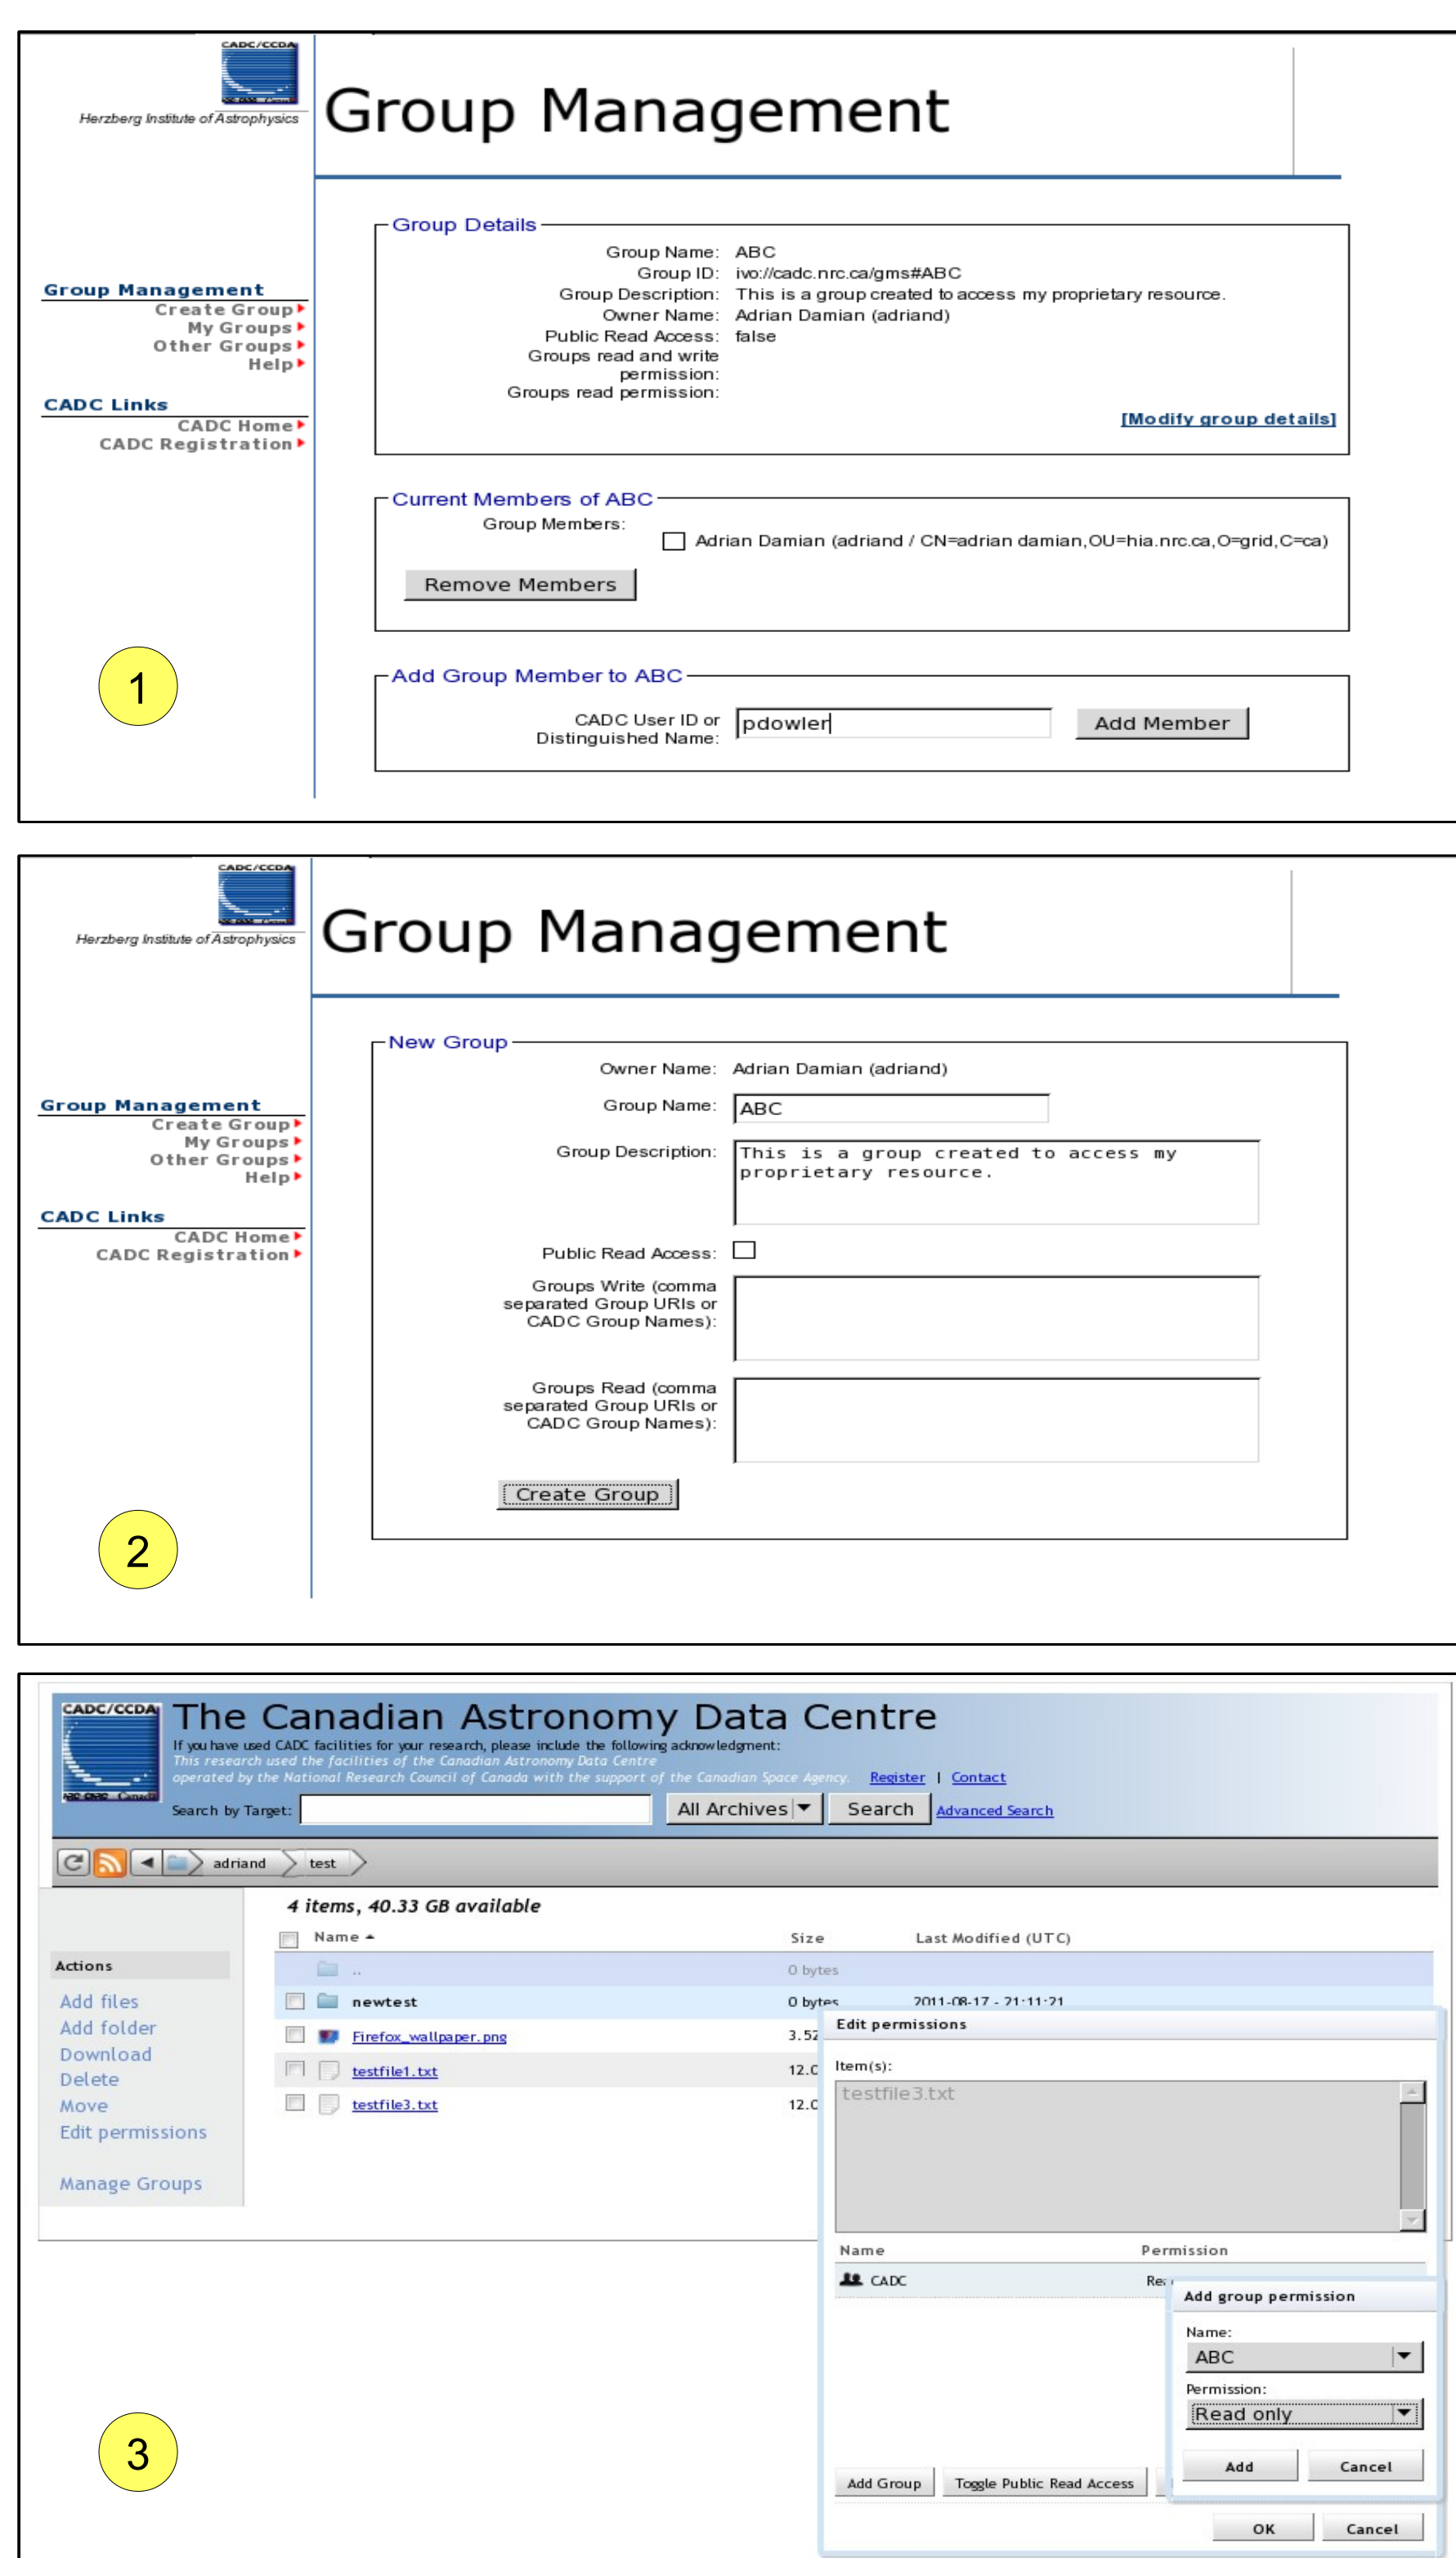 CADC/CCDA
Herzberg Institute of Astrophysics
Group Management
Group Management
Create Group
My Groups
Other Groups
Help
CADC Links
CADC Home
CADC Registration
Group Details
Group Name: ABC
Group ID: ivo://cadc.nrc.ca/gms#ABC
Group Description: This is a group created to access my proprietary resource.
Owner Name: Adrian Damian (adriand)
Public Read Access: false
Groups read and write
permission:
Groups read permission:
[Modify group details]
Current Members of ABC
Group Members:
Adrian Damian (adriand / CN=adrian damian,OU=hia.nrc.ca,O=grid,C=ca)
Remove Members
Add Group Member to ABC
CADC User ID or
Distinguished Name:
pdowler
Add Member
1
CADC/CCDA
Herzberg Institute of Astrophysics
Group Management
Group Management
Create Group
My Groups
Other Groups
Help
CADC Links
CADC Home
CADC Registration
New Group
Owner Name: Adrian Damian (adriand)
Group Name: ABC
Group Description: This is a group created to access my
proprietary resource.
Public Read Access:
Groups Write (comma
separated Group URIs or
CADC Group Names):
Groups Read (comma
separated Group URIs or
CADC Group Names):
Create Group
2
CADC/CCDA
The Canadian Astronomy Data Centre
If you have used CADC facilities for your research, please include the following acknowledgment:
This research used the facilities of the Canadian Astronomy Data Centre
operated by the National Research Council of Canada with the support of the Canadian Space Agency. Register | Contact
Search by Target: All Archives Search Advanced Search
adriand test
4 items, 40.33 GB available
Name Size Last Modified (UTC)
.. 0 bytes
newtest 0 bytes 2011-08-17 - 21:11:21
Firefox_wallpaper.png 3.52
testfile1.txt 12.0
testfile3.txt 12.0
Actions
Add files
Add folder
Download
Delete
Move
Edit permissions
Manage Groups
Edit permissions
Item(s):
testfile3.txt
Name Permission
CADC
Add group permission
Name:
ABC
Permission:
Read only
Add Cancel
Add Group Toggle Public Read Access
OK Cancel
3